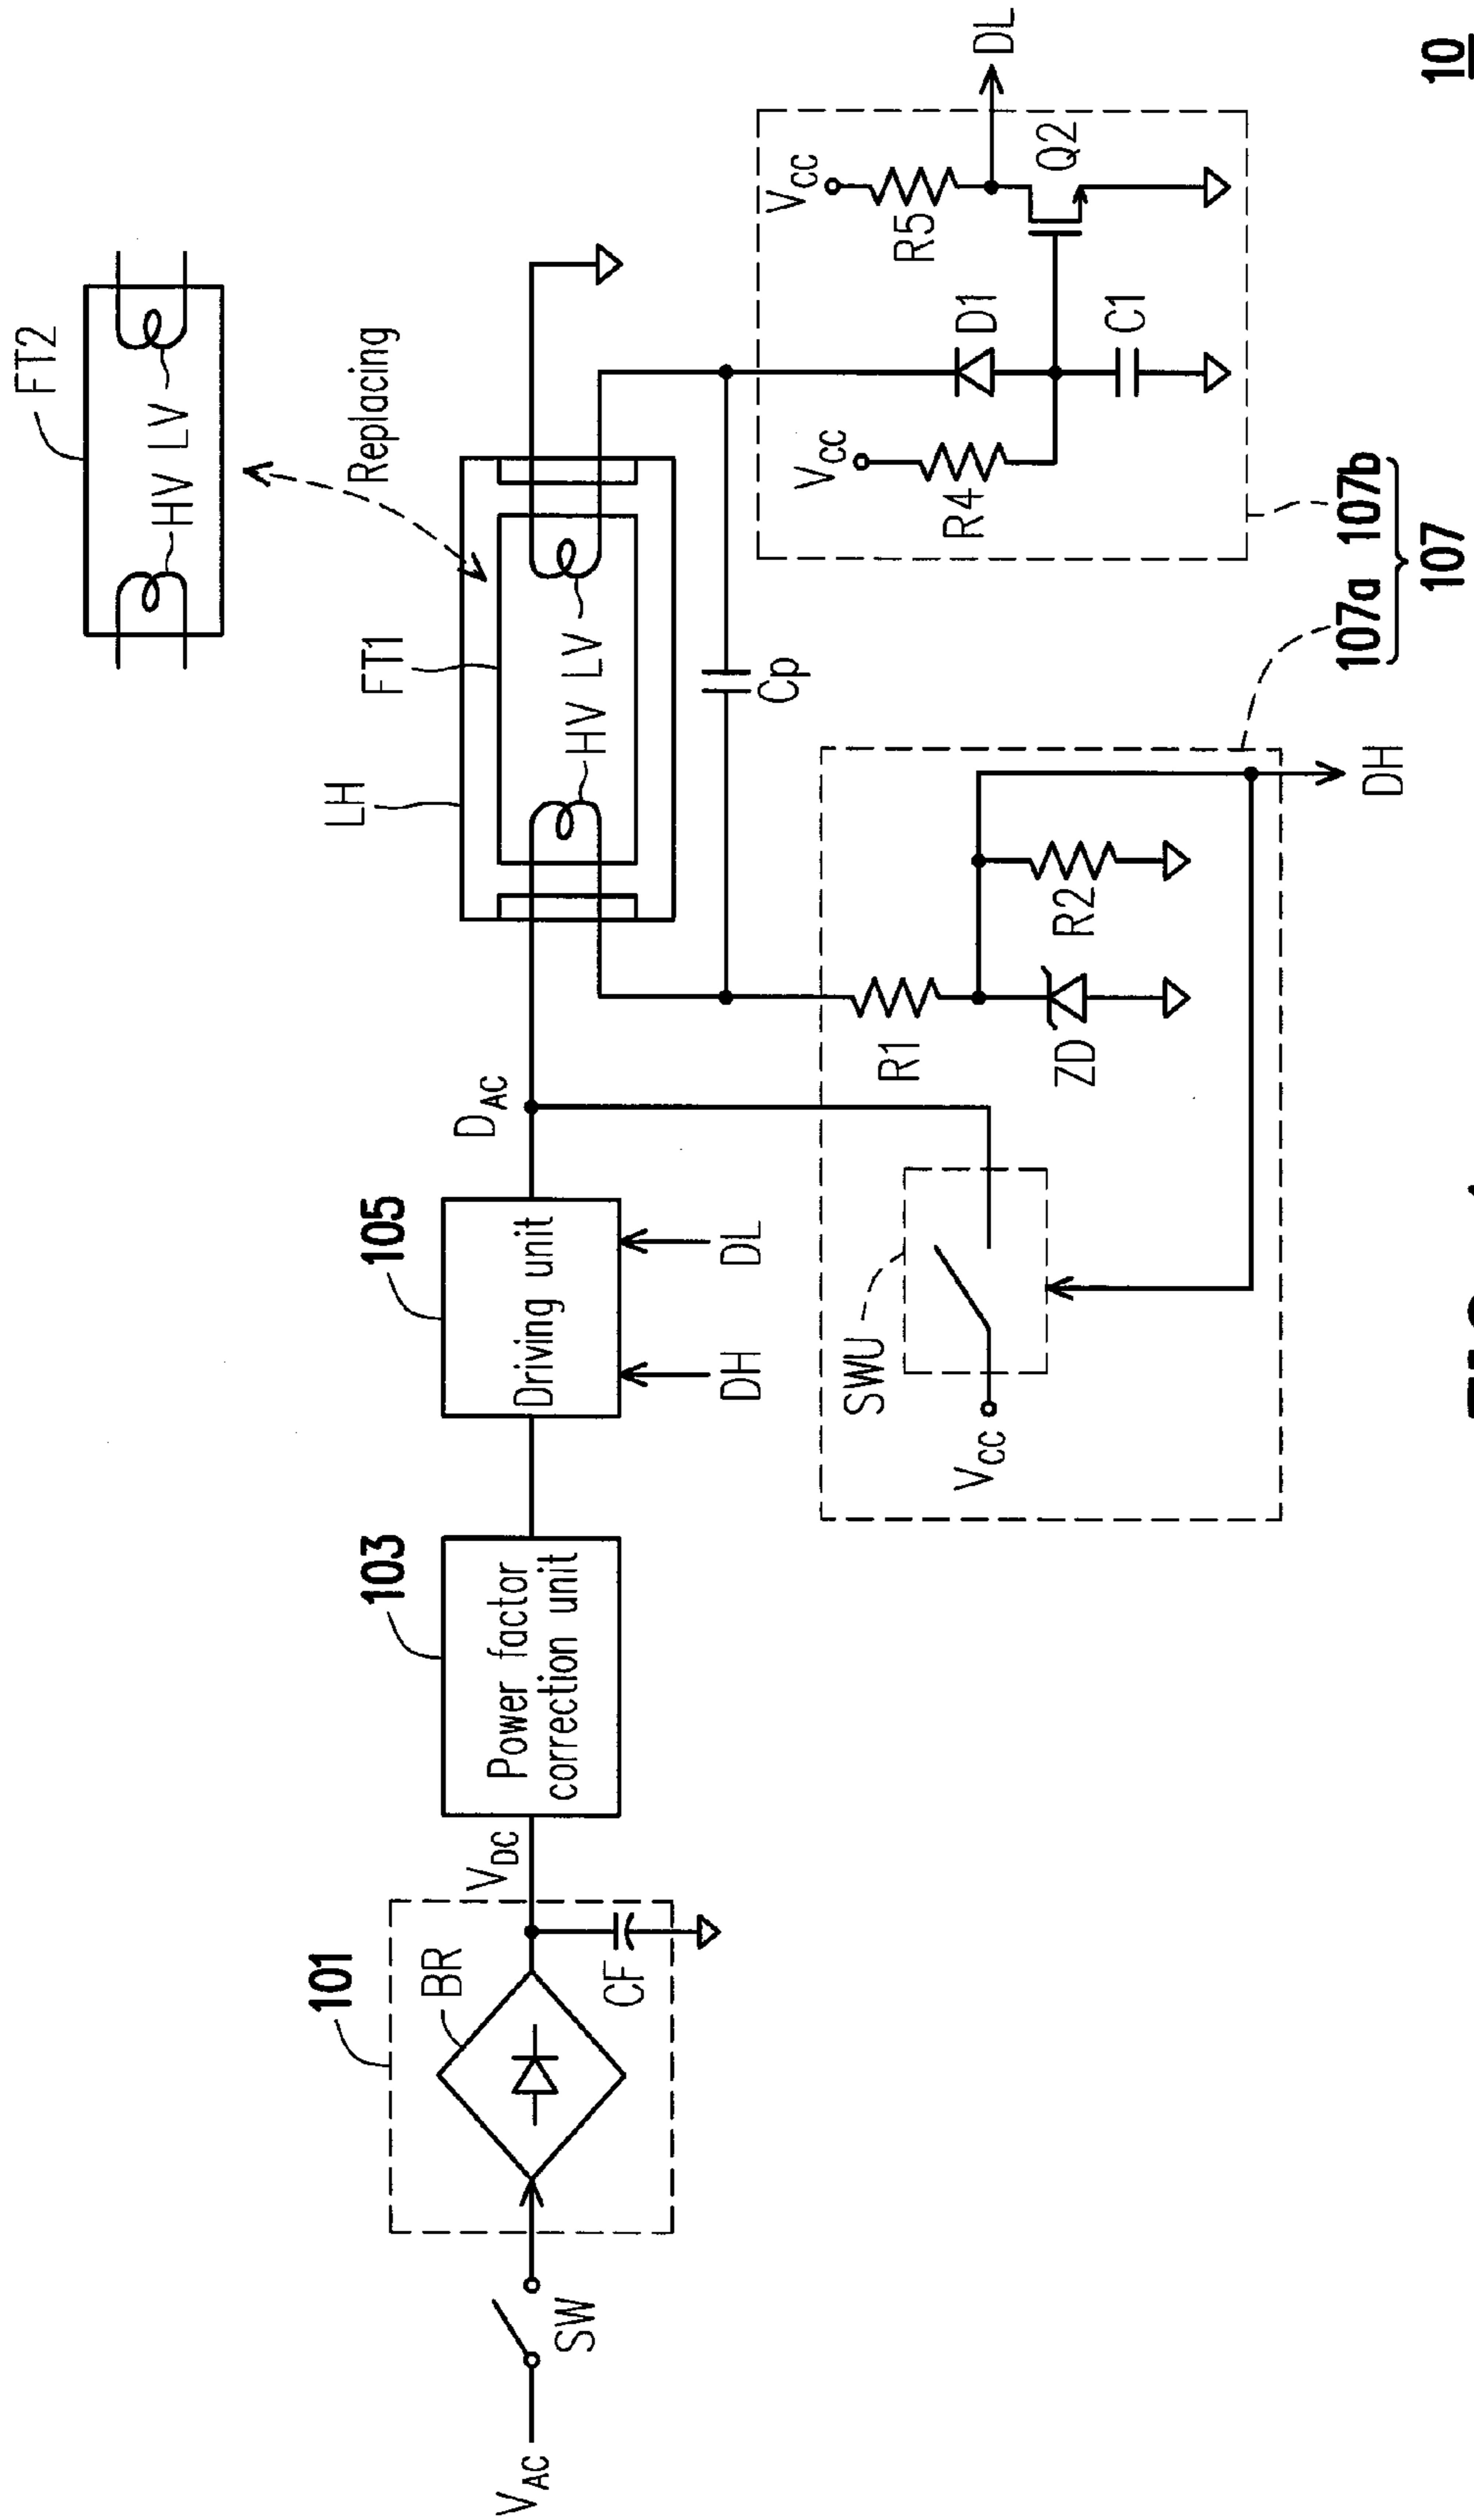 10
FT2
HV LV
Replacing
LH
FT1
HV LV
105
Driving unit
DH
DL
DAC
103
Power factor
correction unit
101
BR
VDC
CF
VAC
SW
Cp
VCC
R5
DL
Q2
D1
VCC
R4
C1
R1
ZD
R2
SWU
VCC
DH
107a 107b
107